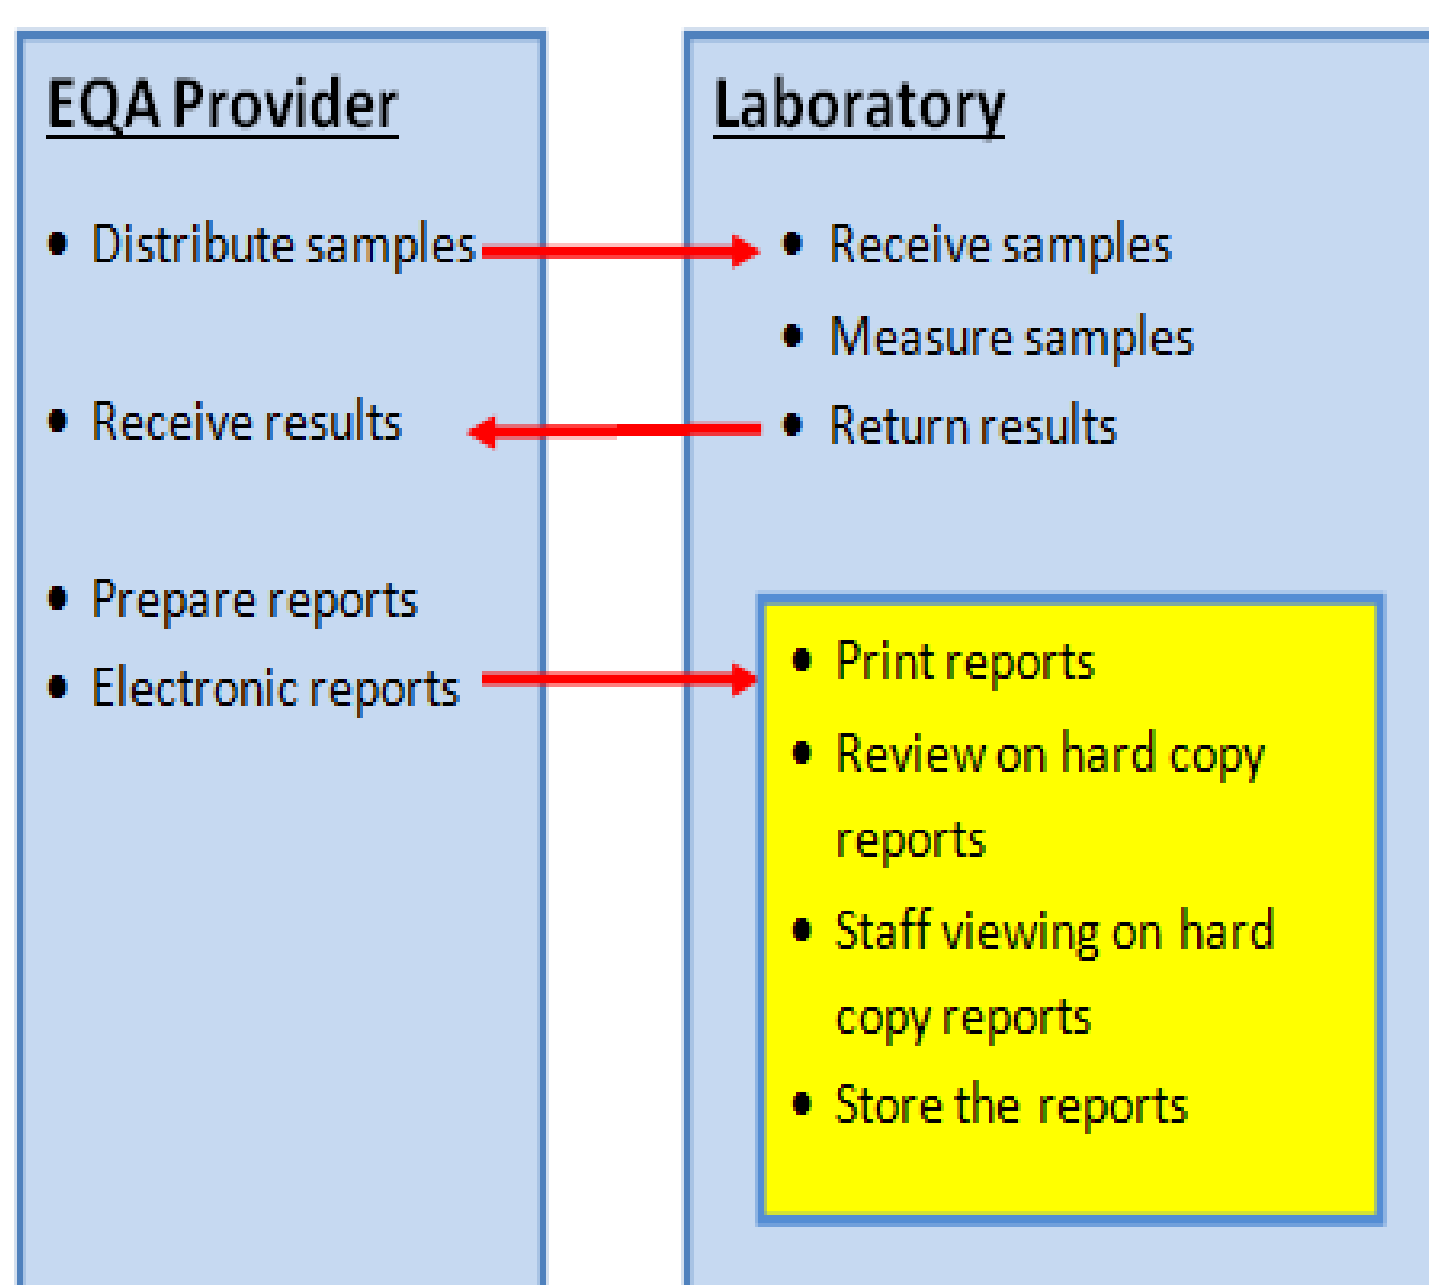 EQA Provider
• Distribute samples
• Receive results
• Prepare reports
• Electronic reports
Laboratory
• Receive samples
• Measure samples
• Return results
• Print reports
• Review on hard copy
reports
• Staff viewing on hard
copy reports
• Store the reports